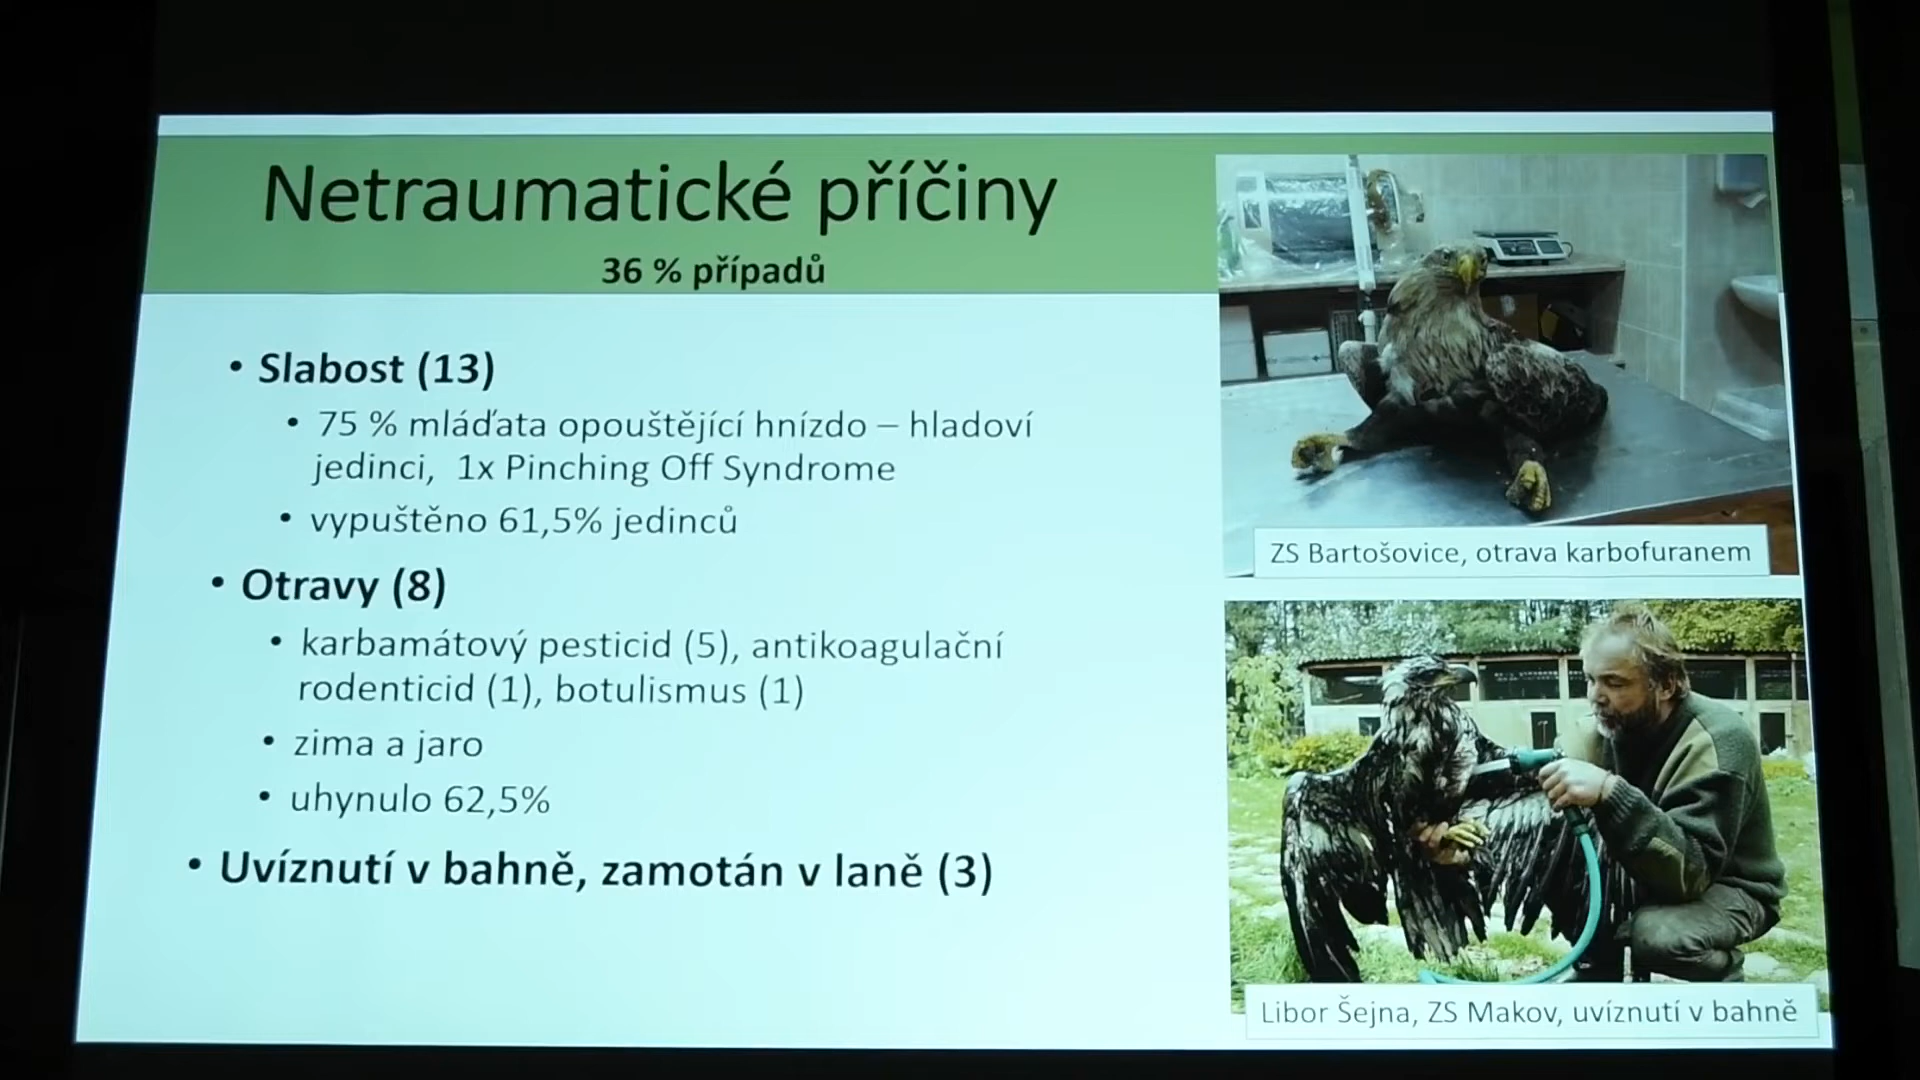 Netraumatické příčiny
36 % případů
• Slabost (13)
• 75 % mláďata opouštějící hnízdo – hladoví
jedinci, 1x Pinching Off Syndrome
• vypuštěno 61,5% jedinců
• Otravy (8)
• karbamátový pesticid (5), antikoagulační
rodenticid (1), botulismus (1)
• zima a jaro
• uhynulo 62,5%
• Uvíznutí v bahně, zamotán v laně (3)
ZS Bartošovice, otrava karbofuranem
Libor Šejna, ZS Makov, uvíznutí v bahně